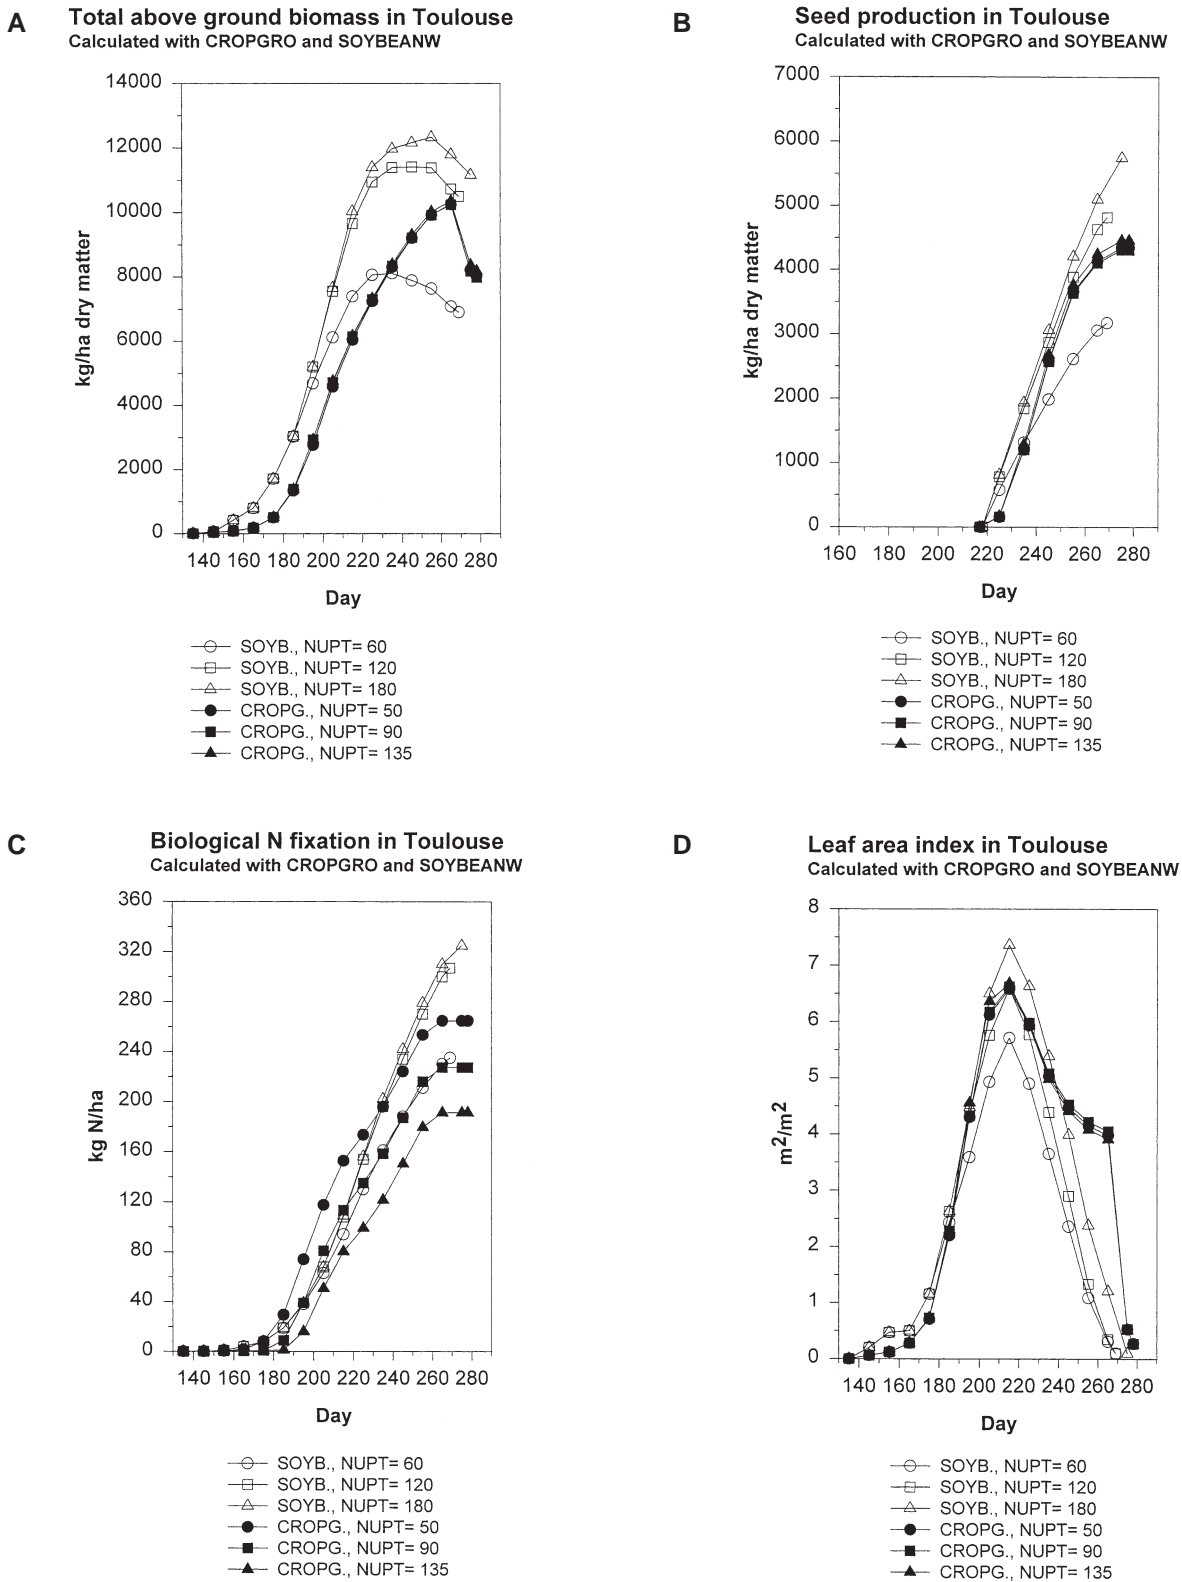 A
Total above ground biomass in Toulouse
Calculated with CROPGRO and SOYBEANW
14000
12000
10000
8000
6000
4000
2000
0
kg/ha dry matter
140 160 180 200 220 240 260 280
Day
SOYB., NUPT= 60
SOYB., NUPT= 120
SOYB., NUPT= 180
CROPG., NUPT= 50
CROPG., NUPT= 90
CROPG., NUPT= 135
B
Seed production in Toulouse
Calculated with CROPGRO and SOYBEANW
7000
6000
5000
4000
3000
2000
1000
0
kg/ha dry matter
160 180 200 220 240 260 280
Day
SOYB., NUPT= 60
SOYB., NUPT= 120
SOYB., NUPT= 180
CROPG., NUPT= 50
CROPG., NUPT= 90
CROPG., NUPT= 135
C
Biological N fixation in Toulouse
Calculated with CROPGRO and SOYBEANW
360
320
280
240
200
160
120
80
40
0
kg N/ha
140 160 180 200 220 240 260 280
Day
SOYB., NUPT= 60
SOYB., NUPT= 120
SOYB., NUPT= 180
CROPG., NUPT= 50
CROPG., NUPT= 90
CROPG., NUPT= 135
D
Leaf area index in Toulouse
Calculated with CROPGRO and SOYBEANW
8
7
6
5
4
3
2
1
0
m²/m²
140 160 180 200 220 240 260 280
Day
SOYB., NUPT= 60
SOYB., NUPT= 120
SOYB., NUPT= 180
CROPG., NUPT= 50
CROPG., NUPT= 90
CROPG., NUPT= 135